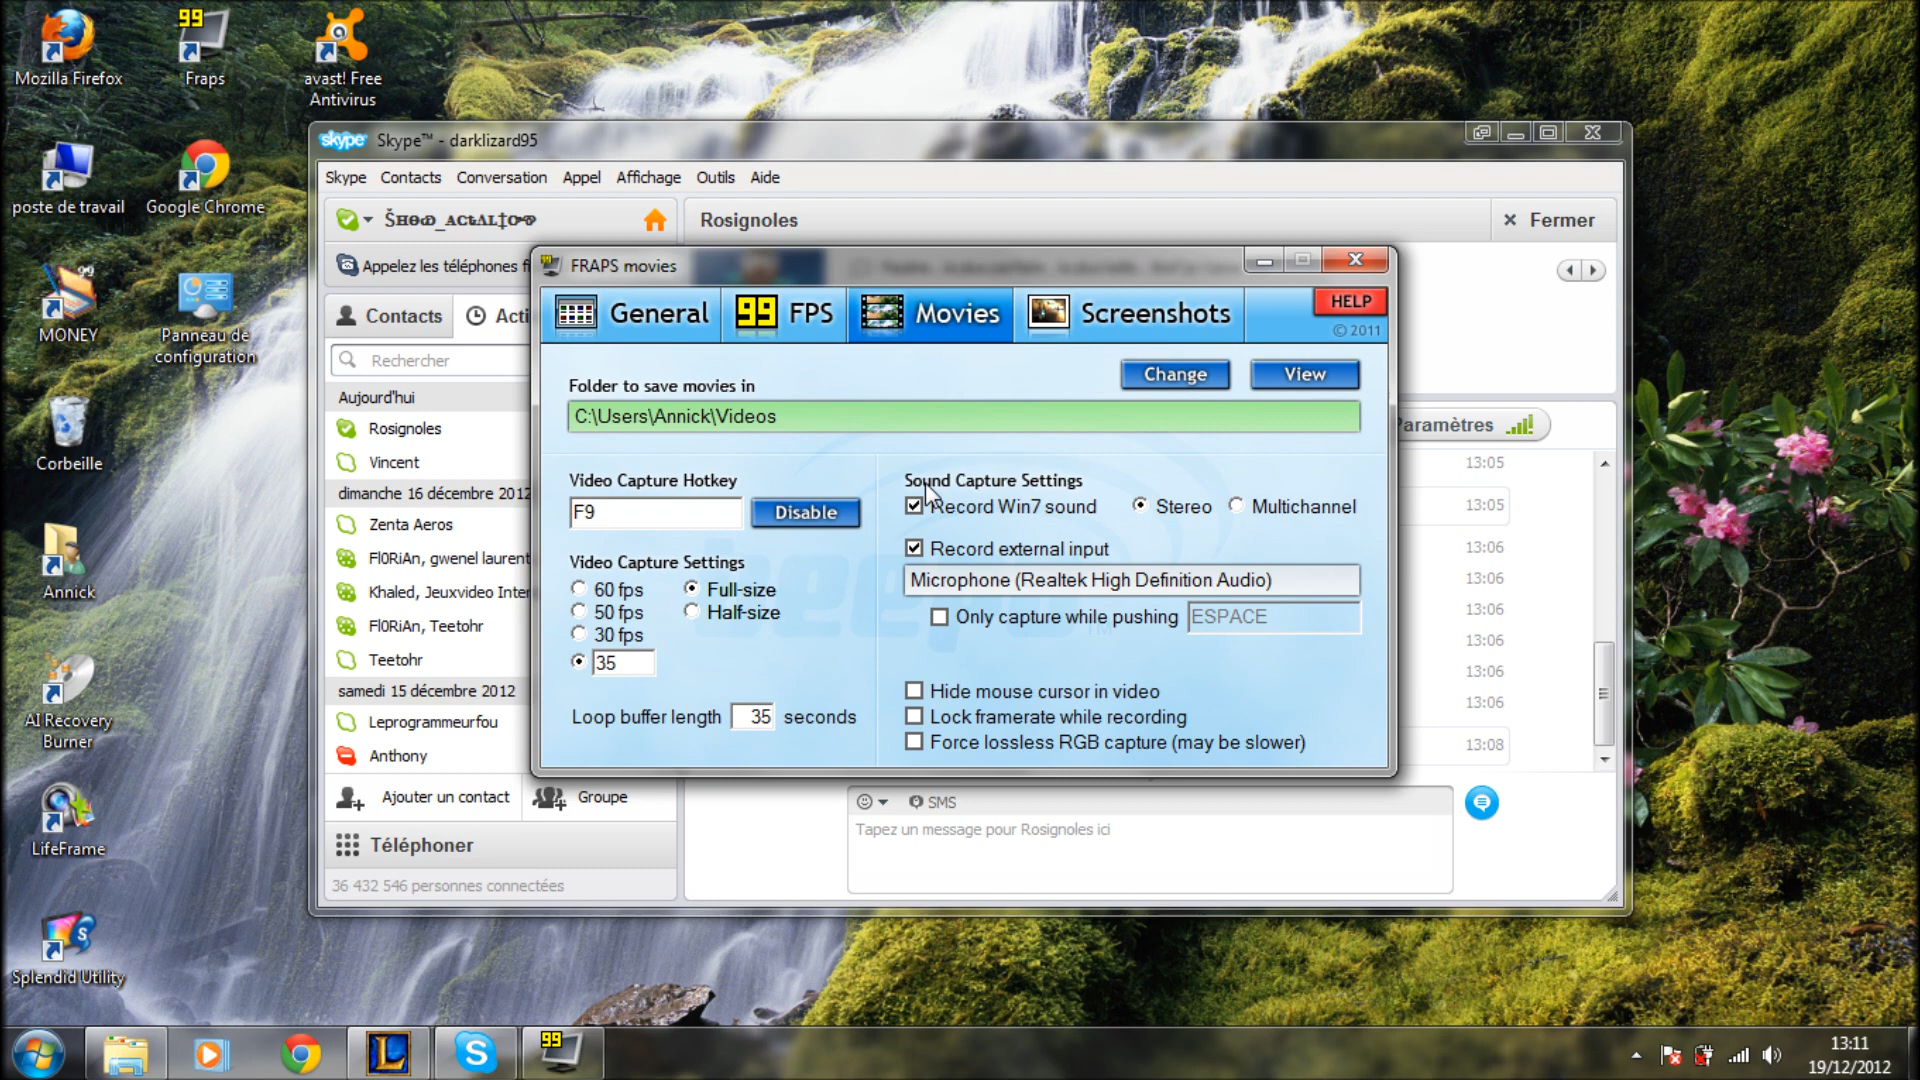 Mozilla Firefox
Fraps
avast! Free
Antivirus
poste de travail
Google Chrome
MONEY
Panneau de
configuration
Corbeille
Annick
AI Recovery
Burner
LifeFrame
Splendid Utility
skype Skype™ - darklizard95
Skype Contacts Conversation Appel Affichage Outils Aide
Rosignoles
× Fermer
Appelez les téléphones
Contacts
Acti
Rechercher
Aujourd'hui
Rosignoles
Vincent
dimanche 16 décembre 2012
Zenta Aeros
Fl0RiAn, gwenel laurent
Khaled, Jeuxvideo Inter
Fl0RiAn, Teetohr
Teetohr
samedi 15 décembre 2012
Leprogrammeurfou
Anthony
Ajouter un contact
Groupe
Téléphoner
36 432 546 personnes connectées
FRAPS movies
General
99 FPS
Movies
Screenshots
HELP
© 2011
Folder to save movies in
Change
View
C:\Users\Annick\Videos
Video Capture Hotkey
F9
Disable
Video Capture Settings
60 fps
50 fps
30 fps
35
Full-size
Half-size
Loop buffer length 35 seconds
Sound Capture Settings
Record Win7 sound
Stereo
Multichannel
Record external input
Microphone (Realtek High Definition Audio)
Only capture while pushing ESPACE
Hide mouse cursor in video
Lock framerate while recording
Force lossless RGB capture (may be slower)
Paramètres
13:05
13:05
13:06
13:06
13:06
13:06
13:06
13:06
13:08
SMS
Tapez un message pour Rosignoles ici
13:11
19/12/2012